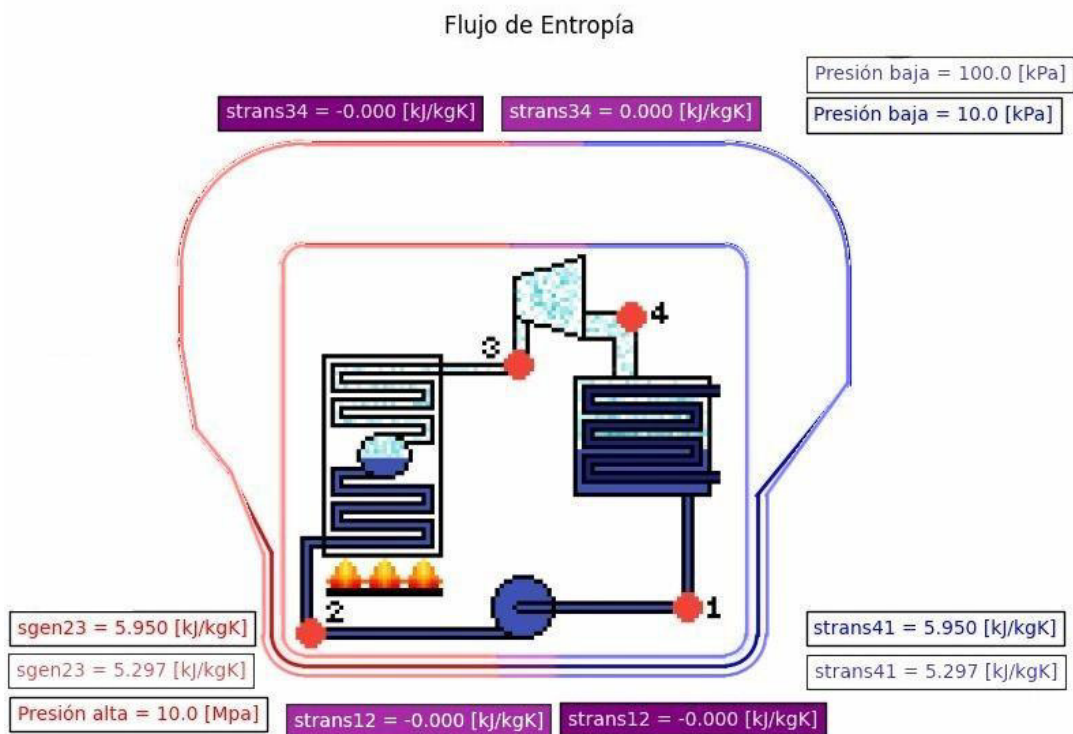 Flujo de Entropía
Presión baja = 100.0 [kPa]
strans34 = -0.000 [kJ/kgK]
strans34 = 0.000 [kJ/kgK]
Presión baja = 10.0 [kPa]
4
3
2
1
sgen23 = 5.950 [kJ/kgK]
strans41 = 5.950 [kJ/kgK]
sgen23 = 5.297 [kJ/kgK]
strans41 = 5.297 [kJ/kgK]
Presión alta = 10.0 [Mpa]
strans12 = -0.000 [kJ/kgK]
strans12 = -0.000 [kJ/kgK]